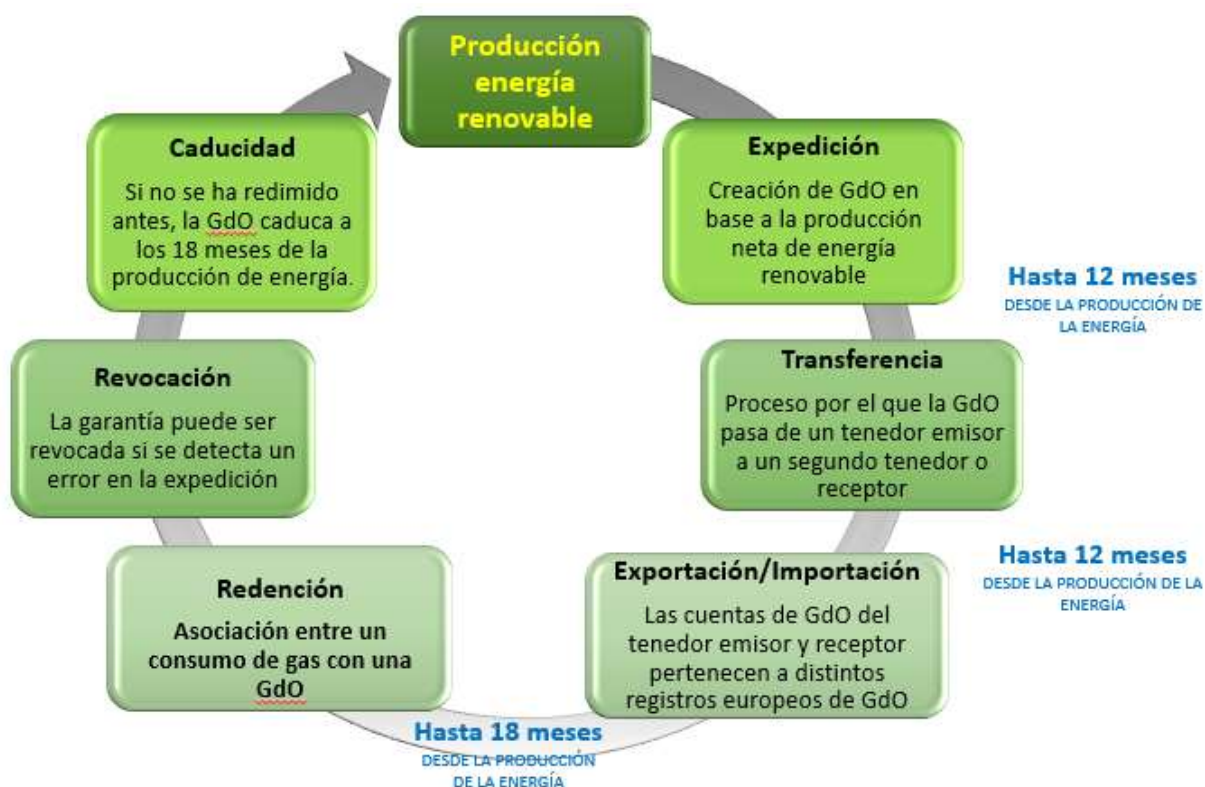 Producción
energía
renovable
Expedición
Creación de GdO en
base a la producción
neta de energía
renovable
Hasta 12 meses
DESDE LA PRODUCCIÓN DE
LA ENERGÍA
Transferencia
Proceso por el que la GdO
pasa de un tenedor emisor
a un segundo tenedor o
receptor
Hasta 12 meses
DESDE LA PRODUCCIÓN DE LA
ENERGÍA
Exportación/Importación
Las cuentas de GdO del
tenedor emisor y receptor
pertenecen a distintos
registros europeos de GdO
Hasta 18 meses
DESDE LA PRODUCCIÓN
DE LA ENERGÍA
Redención
Asociación entre un
consumo de gas con una
GdO
Revocación
La garantía puede ser
revocada si se detecta un
error en la expedición
Caducidad
Si no se ha redimido
antes, la GdO caduca a
los 18 meses de la
producción de energía.